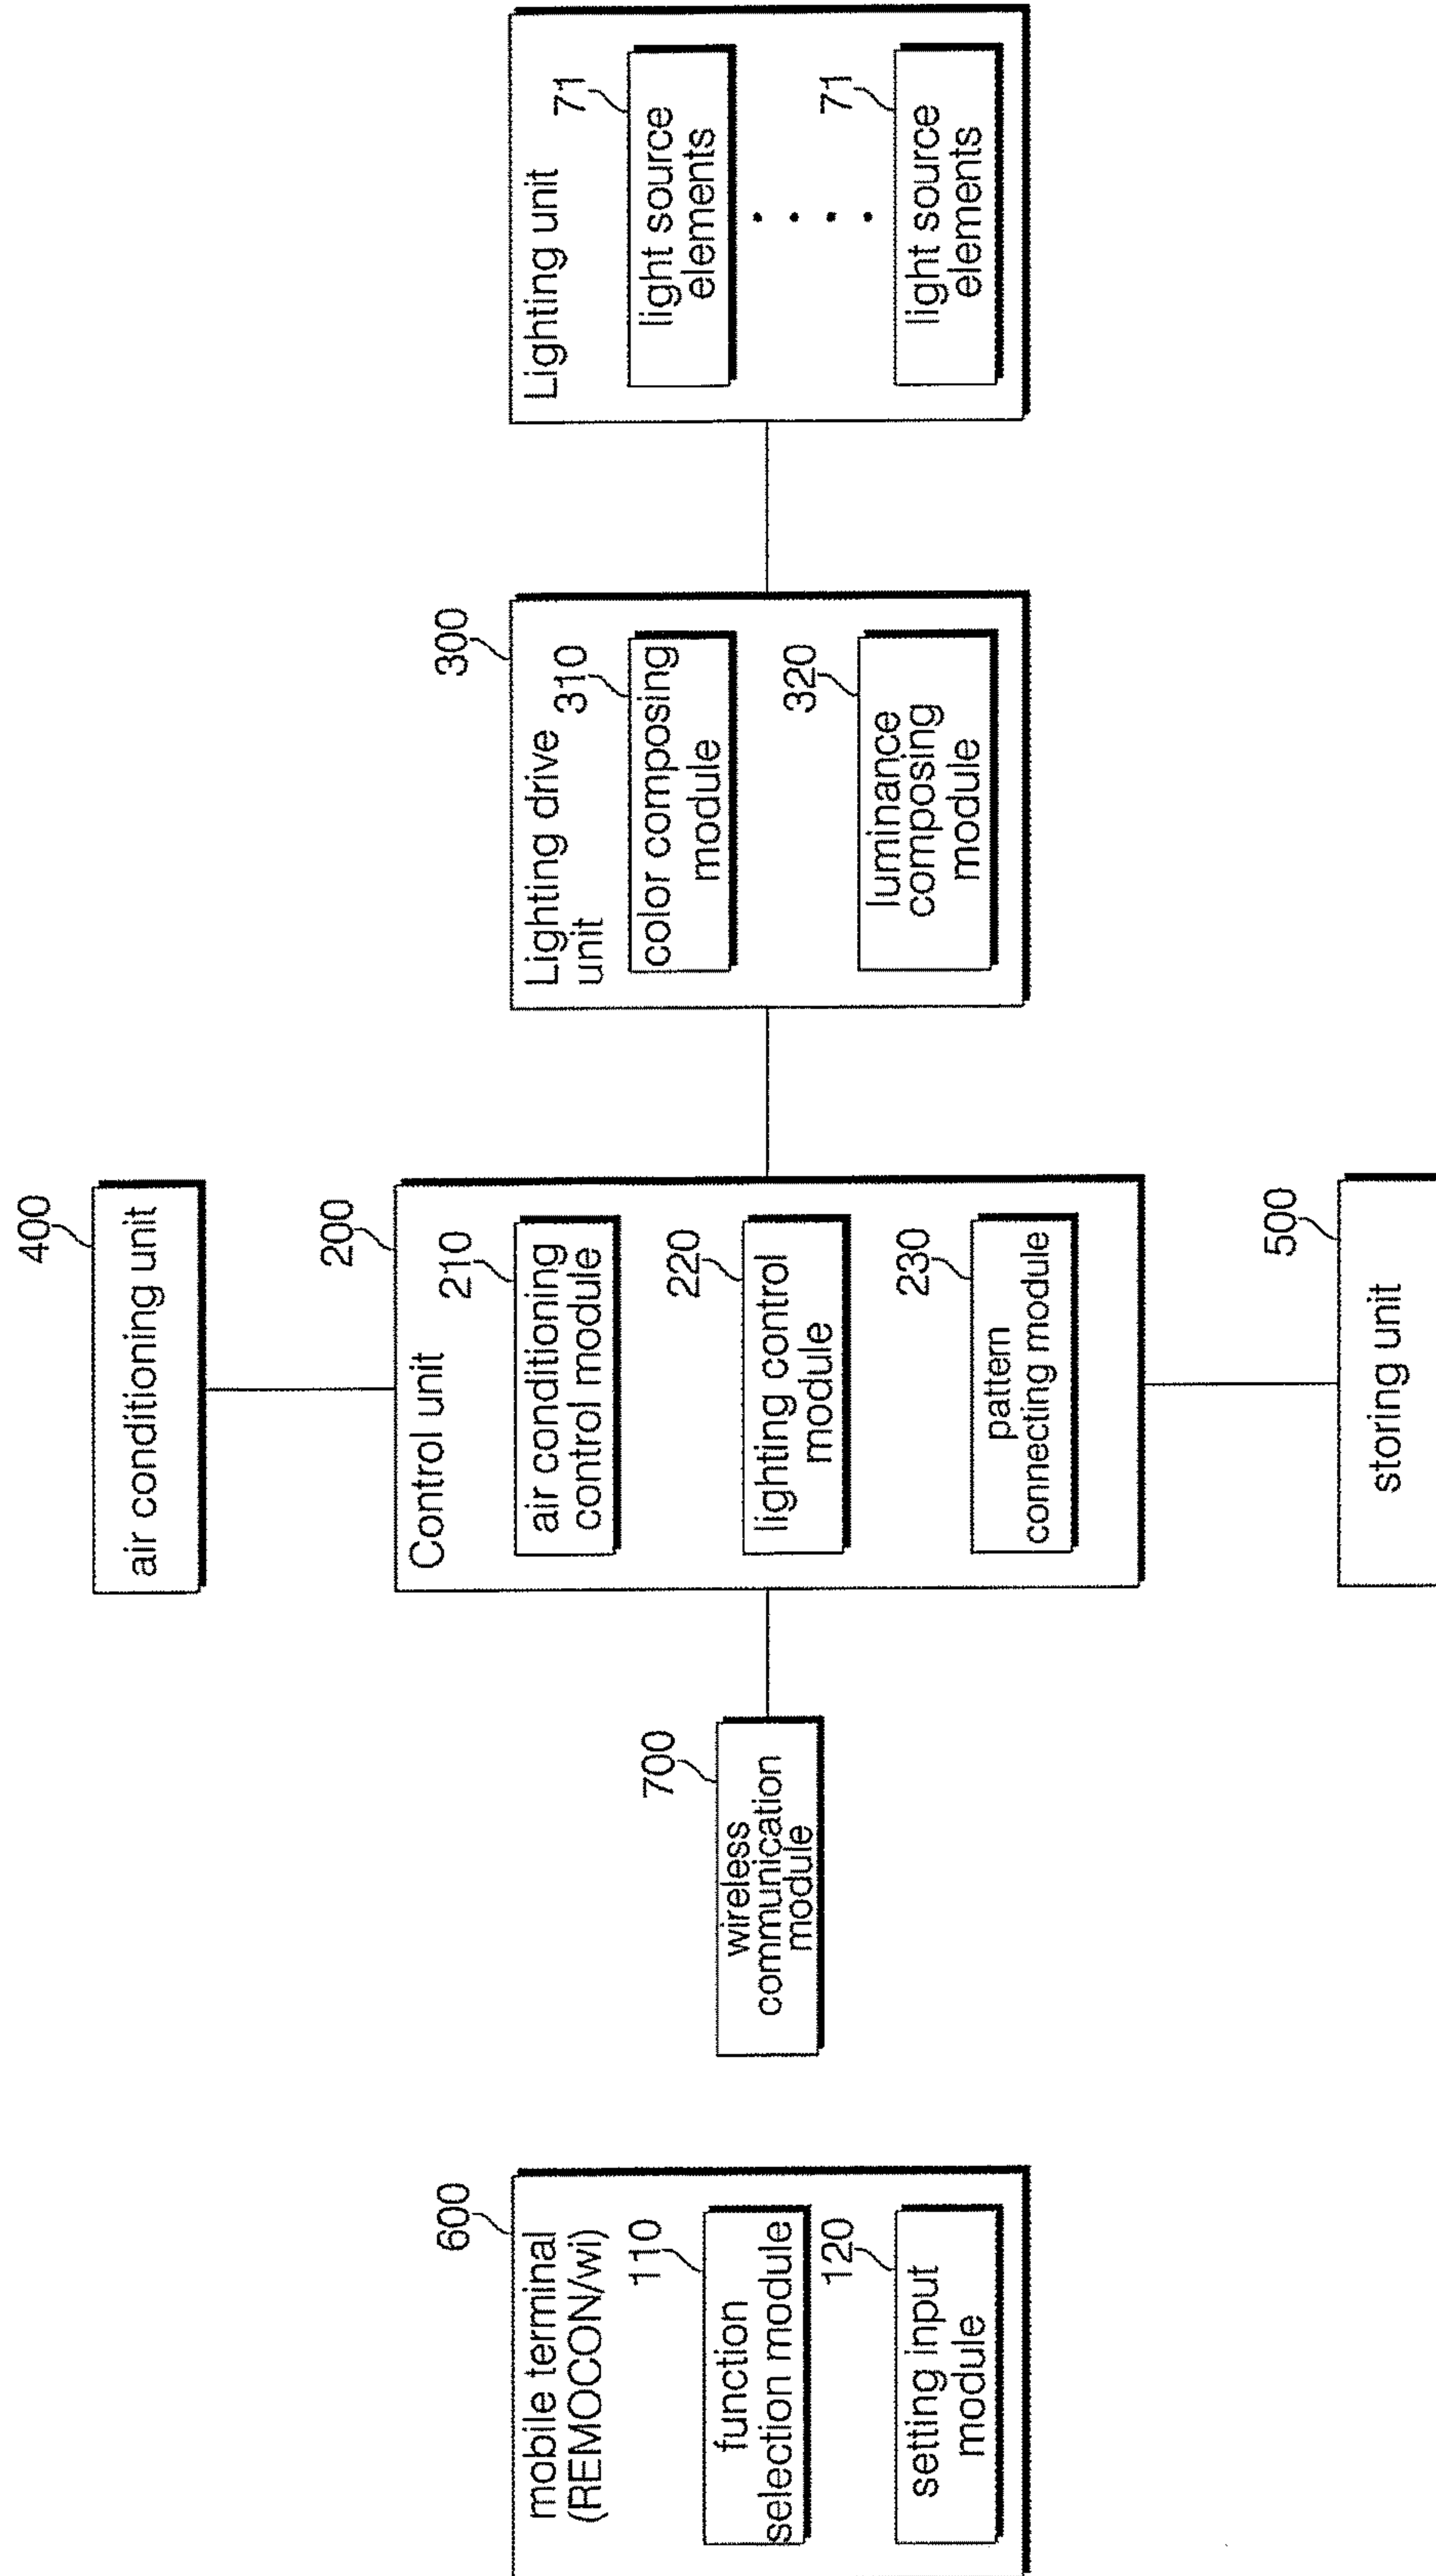 400
air conditioning unit
600
mobile terminal
(REMOCON/wi)
110
function
selection module
120
setting input
module
700
wireless
communication
module
200
Control unit
210
air conditioning
control module
220
lighting control
module
230
pattern
connecting module
300
Lighting drive
unit
310
color composing
module
320
luminance
composing
module
Lighting unit
71
light source
elements
71
light source
elements
500
storing unit